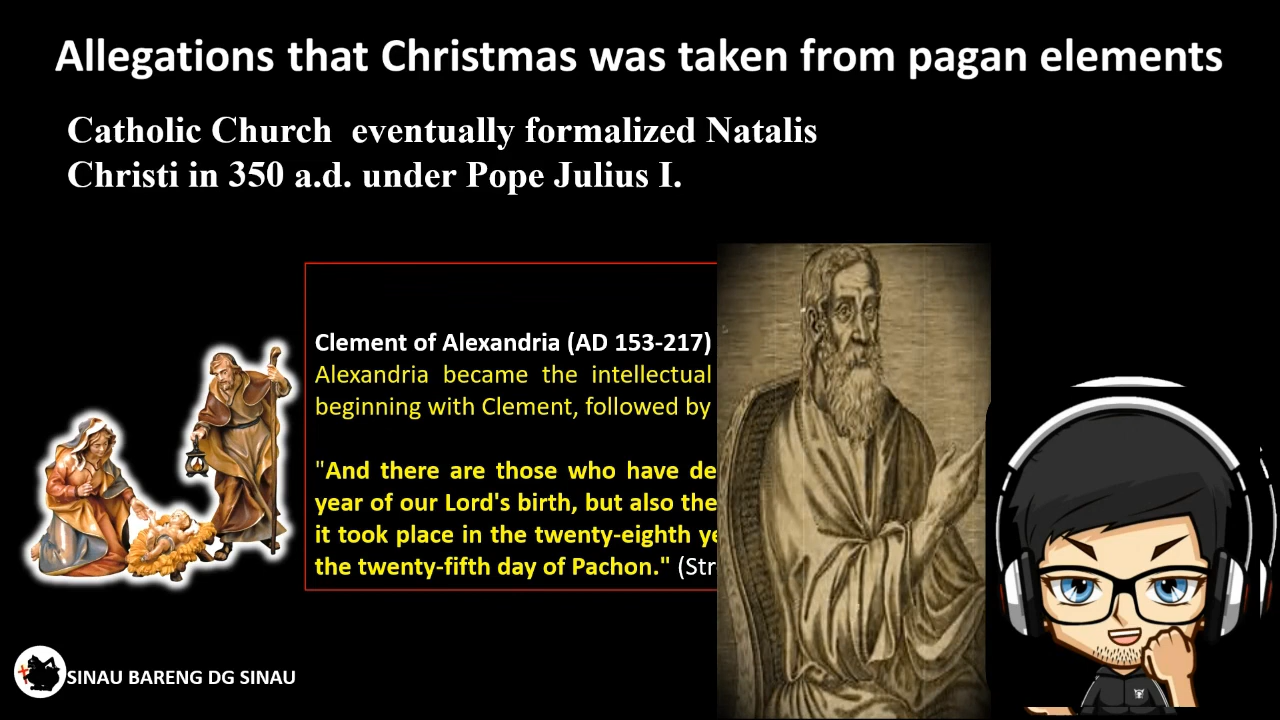 Allegations that Christmas was taken from pagan elements
Catholic Church eventually formalized Natalis
Christi in 350 a.d. under Pope Julius I.
Clement of Alexandria (AD 153-217)
Alexandria became the intellectual
beginning with Clement, followed by
"And there are those who have de
year of our Lord's birth, but also the
it took place in the twenty-eighth ye
the twenty-fifth day of Pachon." (Str
SINAU BARENG DG SINAU